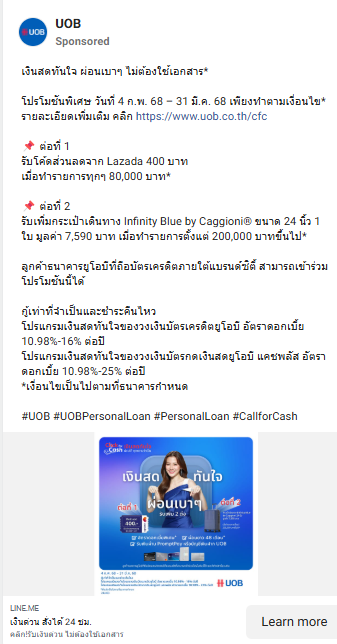 UOB
Sponsored
เงินสดทันใจ ผ่อนเบาๆ ไม่ต้องใช้เอกสาร*
โปรโมชันพิเศษ วันที่ 4 ก.พ. 68 – 31 มี.ค. 68 เพียงทำตามเงื่อนไข*
รายละเอียดเพิ่มเติม คลิก https://www.uob.co.th/cfc
📌 ต่อที่ 1
รับโค้ดส่วนลดจาก Lazada 400 บาท
เมื่อทำรายการทุกๆ 80,000 บาท*
📌 ต่อที่ 2
รับเพิ่มกระเป๋าเดินทาง Infinity Blue by Caggioni® ขนาด 24 นิ้ว 1
ใบ มูลค่า 7,590 บาท เมื่อทำรายการตั้งแต่ 200,000 บาทขึ้นไป*
ลูกค้าธนาคารยูโอบีที่ถือบัตรเครดิตภายใต้แบรนด์ซิตี้ สามารถเข้าร่วม
โปรโมชันนี้ได้
กู้เท่าที่จำเป็นและชำระคืนไหว
โปรแกรมเงินสดทันใจของวงเงินบัตรเครดิตยูโอบี อัตราดอกเบี้ย
10.98%-16% ต่อปี
โปรแกรมเงินสดทันใจของวงเงินบัตรกดเงินสดยูโอบี แคชพลัส อัตรา
ดอกเบี้ย 10.98%-25% ต่อปี
*เงื่อนไขเป็นไปตามที่ธนาคารกำหนด
#UOB #UOBPersonalLoan #PersonalLoan #CallforCash
Cash
เงินสด ทันใจ
ผ่อนเบาๆ
รับเพิ่ม 2 ต่อ
ต่อที่ 1
ต่อที่ 2
400.-
UOB
LINE.ME
เงินด่วน สั่งได้ 24 ชม.
คลิก!รับเงินด่วน ไม่ต้องใช้เอกสาร
Learn more